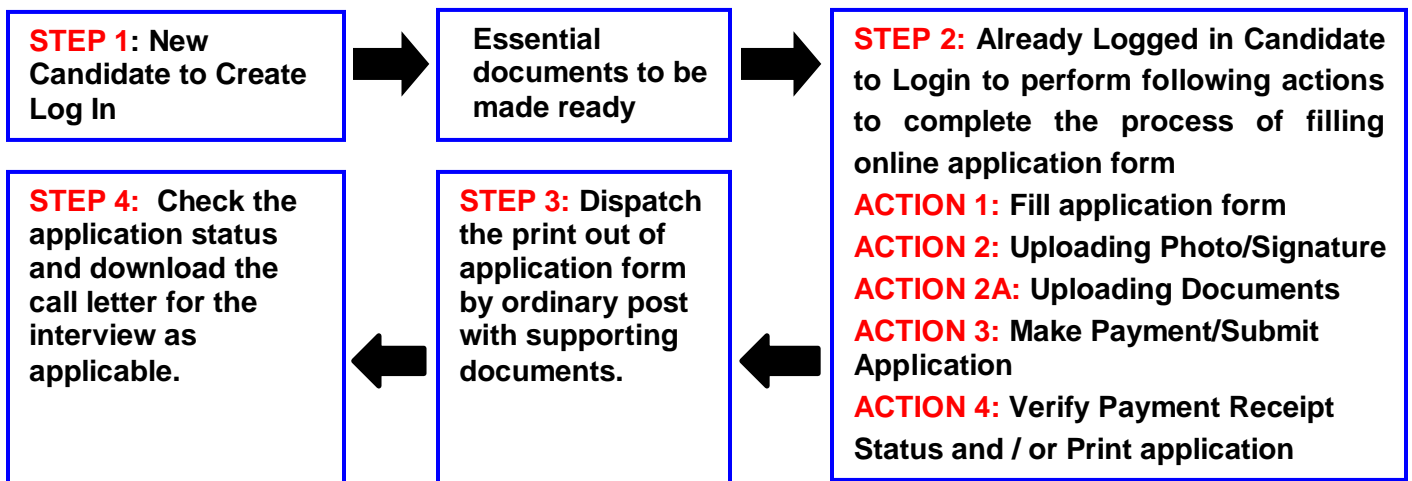 STEP 1: New
Candidate to Create
Log In
Essential
documents to be
made ready
STEP 2: Already Logged in Candidate
to Login to perform following actions
to complete the process of filling
online application form
ACTION 1: Fill application form
ACTION 2: Uploading Photo/Signature
ACTION 2A: Uploading Documents
ACTION 3: Make Payment/Submit
Application
ACTION 4: Verify Payment Receipt
Status and / or Print application
STEP 3: Dispatch
the print out of
application form
by ordinary post
with supporting
documents.
STEP 4: Check the
application status
and download the
call letter for the
interview as
applicable.